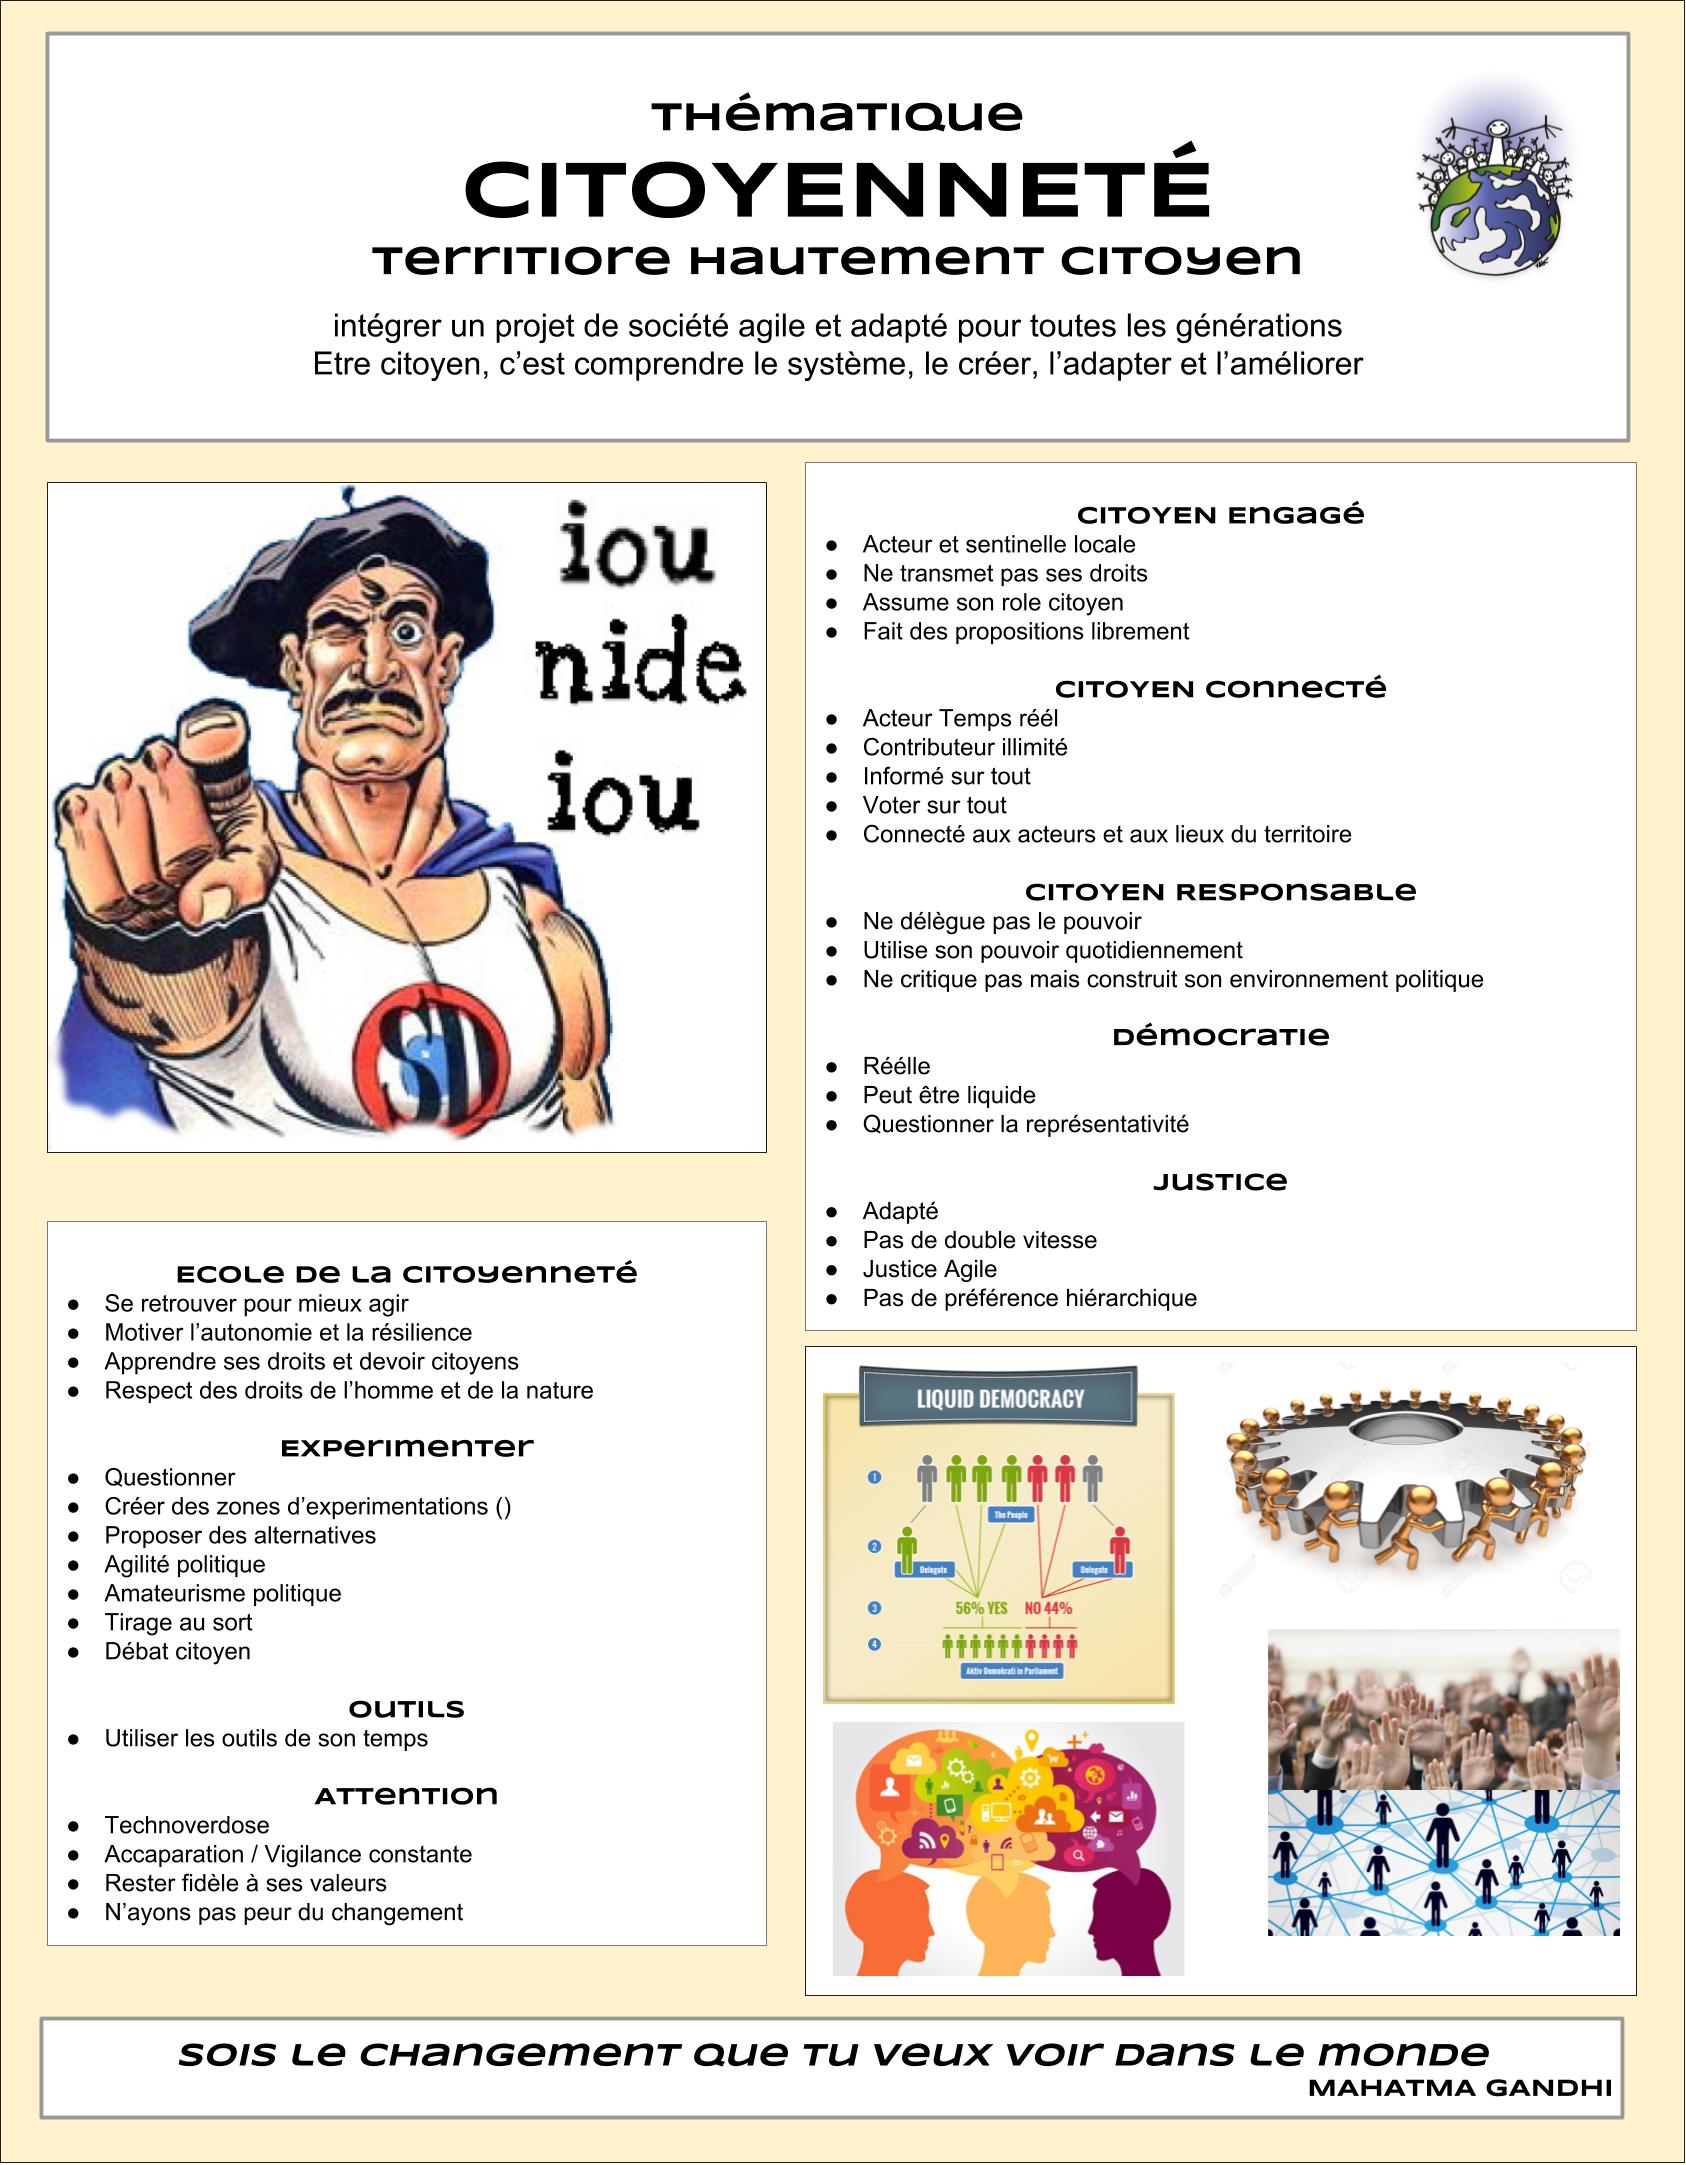 Thématique
CITOYENNETÉ
Territiore Hautement Citoyen
intégrer un projet de société agile et adapté pour toutes les générations
Etre citoyen, c’est comprendre le système, le créer, l’adapter et l’améliorer
iou
nide
iou
SD
CITOYEN Engagé
● Acteur et sentinelle locale
● Ne transmet pas ses droits
● Assume son role citoyen
● Fait des propositions librement
CITOYEN Connecté
● Acteur Temps réél
● Contributeur illimité
● Informé sur tout
● Voter sur tout
● Connecté aux acteurs et aux lieux du territoire
CITOYEN Responsable
● Ne délègue pas le pouvoir
● Utilise son pouvoir quotidiennement
● Ne critique pas mais construit son environnement politique
Démocratie
● Réélle
● Peut être liquide
● Questionner la représentativité
Justice
● Adapté
● Pas de double vitesse
● Justice Agile
● Pas de préférence hiérarchique
Ecole de la citoyenneté
● Se retrouver pour mieux agir
● Motiver l’autonomie et la résilience
● Apprendre ses droits et devoir citoyens
● Respect des droits de l’homme et de la nature
Experimenter
● Questionner
● Créer des zones d’experimentations ()
● Proposer des alternatives
● Agilité politique
● Amateurisme politique
● Tirage au sort
● Débat citoyen
Outils
● Utiliser les outils de son temps
Attention
● Technoverdose
● Accaparation / Vigilance constante
● Rester fidèle à ses valeurs
● N’ayons pas peur du changement
LIQUID DEMOCRACY
1
The People
2
Delegate Delegate
3 56% YES NO 44%
4
Aktiv Demokrati in Parliament
Sois le changement que tu veux voir dans le monde
MAHATMA GANDHI